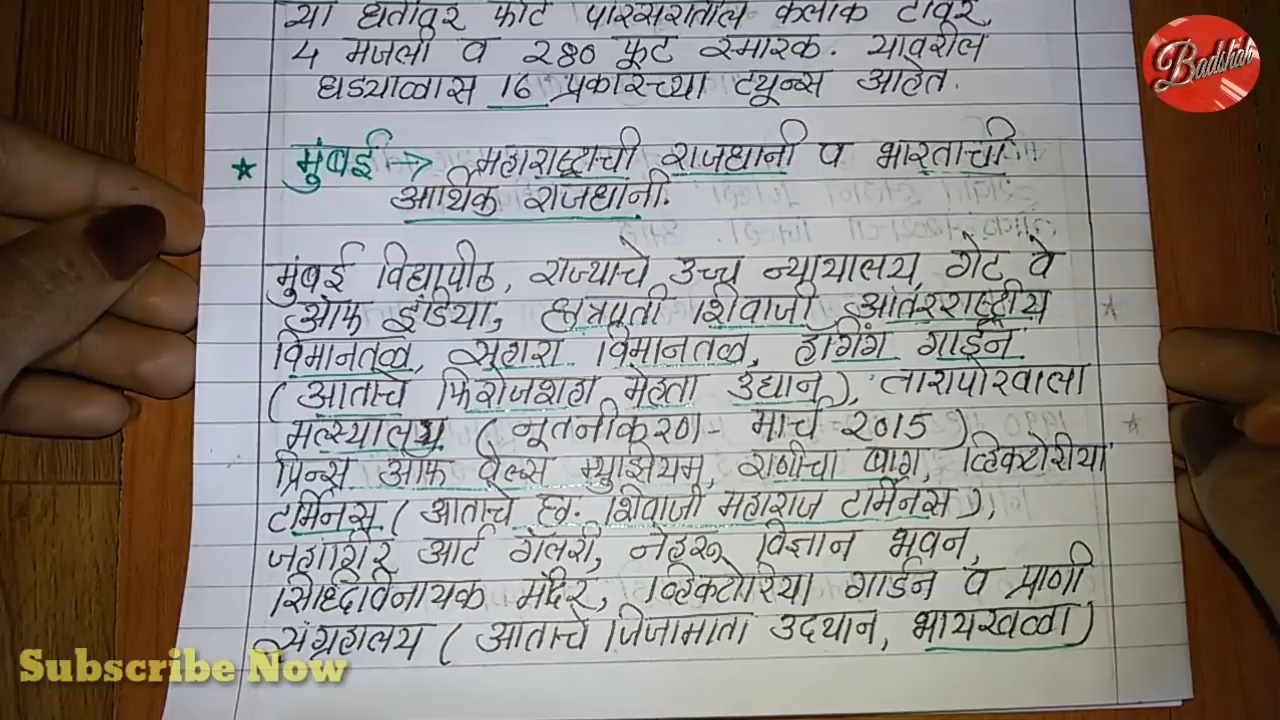 या धर्तीवर फोर्ट परिसरातील क्लॉक टॉवर,
4 मजली व 280 फूट स्मारक. यावरील
घड्याळास 16 प्रकारच्या ट्यून्स आहेत.
★ मुंबई → महाराष्ट्राची राजधानी व भारताची
आर्थिक राजधानी.
मुंबई विद्यापीठ, राज्याचे उच्च न्यायालय, गेट वे
ऑफ इंडिया, छत्रपती शिवाजी आंतरराष्ट्रीय
विमानतळ, सहारा विमानतळ, हँगिंग गार्डन
(आताचे फिरोजशहा मेहता उद्यान), तारापोरवाला
मत्स्यालय (नूतनीकरण - मार्च 2015)
प्रिन्स ऑफ वेल्स म्युझियम, राणीचा बाग, व्हिक्टोरिया
टर्मिनस (आताचे छ. शिवाजी महाराज टर्मिनस),
जहांगिर आर्ट गॅलरी, नेहरू विज्ञान भवन,
सिध्दिविनायक मंदिर, व्हिक्टोरिया गार्डन व प्राणी
संग्रहालय (आताचे जिजामाता उदयान, भायखळा)
Badshah
Subscribe Now